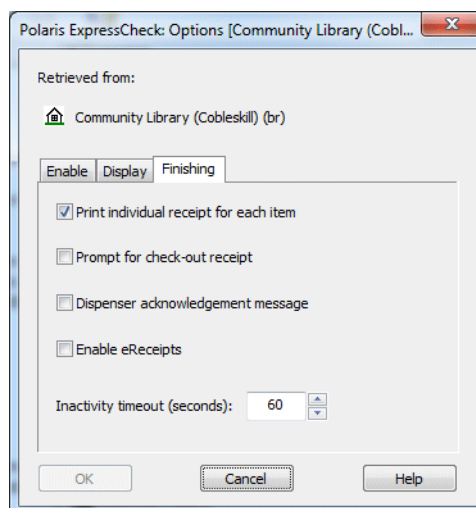 Polaris ExpressCheck: Options [Community Library (Cobl...
Retrieved from:
Community Library (Cobleskill) (br)
Enable Display Finishing
Print individual receipt for each item
Prompt for check-out receipt
Dispenser acknowledgement message
Enable eReceipts
Inactivity timeout (seconds): 60
OK Cancel Help